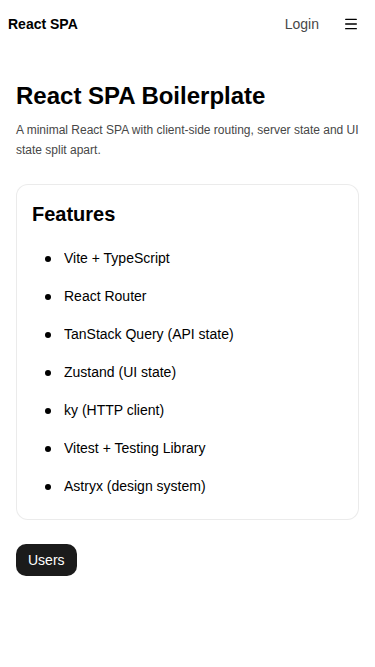 React SPA
Login
React SPA Boilerplate
A minimal React SPA with client-side routing, server state and UI
state split apart.
Features
Vite + TypeScript
React Router
TanStack Query (API state)
Zustand (UI state)
ky (HTTP client)
Vitest + Testing Library
Astryx (design system)
Users